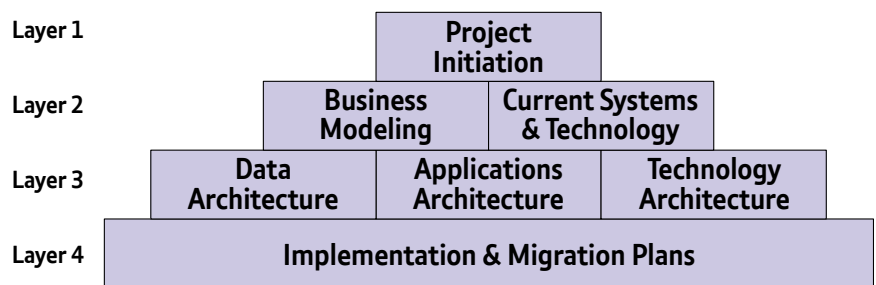 Layer 1
Project
Initiation
Layer 2
Business
Modeling
Current Systems
& Technology
Layer 3
Data
Architecture
Applications
Architecture
Technology
Architecture
Layer 4
Implementation & Migration Plans